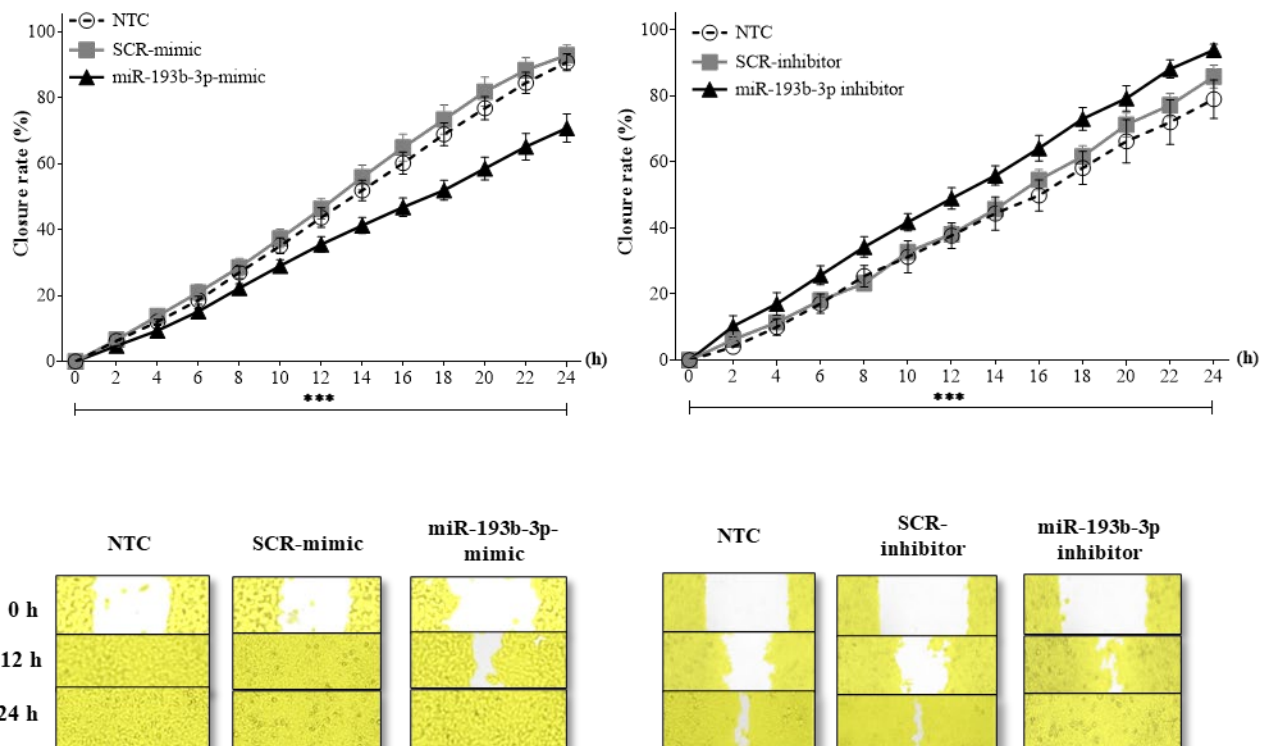 NTC
SCR-mimic
miR-193b-3p-mimic
Closure rate (%)
100
80
60
40
20
0
0 2 4 6 8 10 12 14 16 18 20 22 24 (h)
***
NTC
SCR-inhibitor
miR-193b-3p inhibitor
Closure rate (%)
100
80
60
40
20
0
0 2 4 6 8 10 12 14 16 18 20 22 24 (h)
***
NTC
SCR-mimic
miR-193b-3p-
mimic
NTC
SCR-
inhibitor
miR-193b-3p
inhibitor
0 h
12 h
24 h